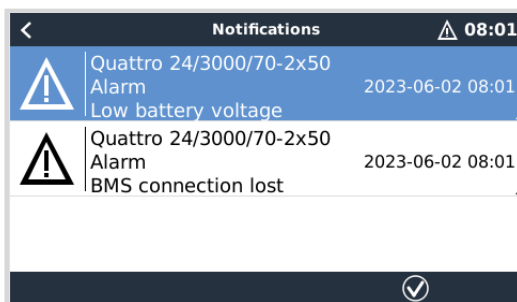 Notifications
08:01
Quattro 24/3000/70-2x50
Alarm
2023-06-02 08:01
Low battery voltage
Quattro 24/3000/70-2x50
Alarm
2023-06-02 08:01
BMS connection lost